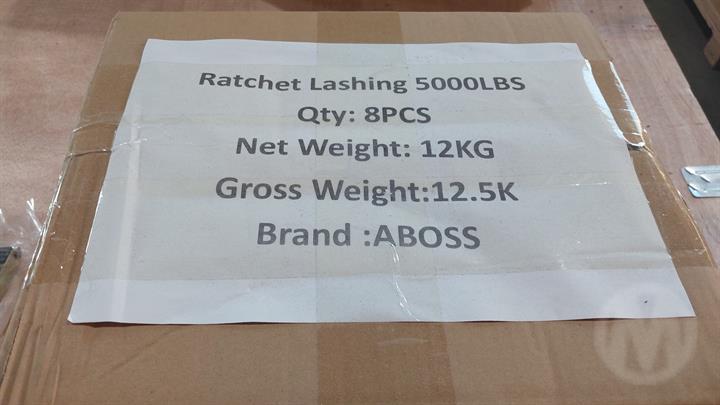 Ratchet Lashing 5000LBS
Qty: 8PCS
Net Weight: 12KG
Gross Weight:12.5K
Brand :ABOSS
M